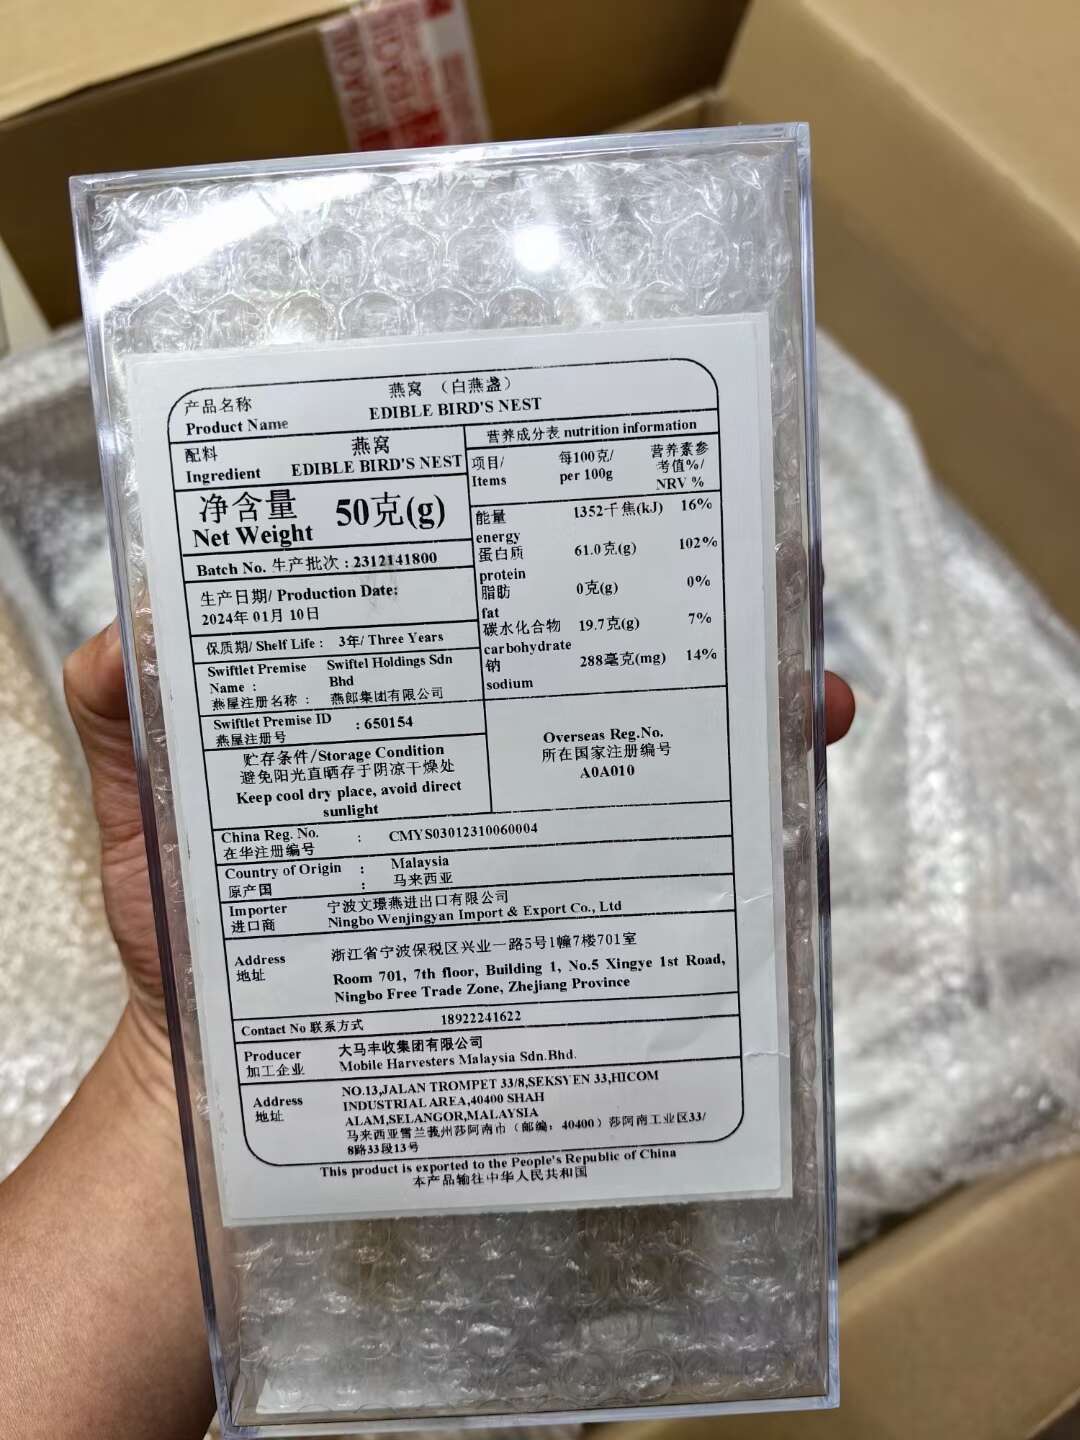 产品名称 燕窝 （白燕盏）
Product Name EDIBLE BIRD'S NEST
配料 燕窝
Ingredient EDIBLE BIRD'S NEST
净含量
Net Weight 50克(g)
Batch No. 生产批次 : 2312141800
生产日期/ Production Date:
2024年 01月 10日
保质期/ Shelf Life : 3年/ Three Years
Swiftlet Premise Swiftel Holdings Sdn
Name : Bhd
燕屋注册名称 : 燕郎集团有限公司
Swiftlet Premise ID : 650154
燕屋注册号
贮存条件/Storage Condition
避免阳光直晒存于阴凉干燥处
Keep cool dry place, avoid direct
sunlight
营养成分表 nutrition information
项目/ 每100克/ 营养素参
Items per 100g 考值%/
NRV %
能量 1352千焦(kJ) 16%
energy
蛋白质 61.0克(g) 102%
protein
脂肪 0克(g) 0%
fat
碳水化合物 19.7克(g) 7%
carbohydrate
钠 288毫克(mg) 14%
sodium
Overseas Reg.No.
所在国家注册编号
A0A010
China Reg. No. : CMYS03012310060004
在华注册编号
Country of Origin : Malaysia
原产国 : 马来西亚
Importer 宁波文璟燕进出口有限公司
进口商 Ningbo Wenjingyan Import & Export Co., Ltd
Address 浙江省宁波保税区兴业一路5号1幢7楼701室
地址 Room 701, 7th floor, Building 1, No.5 Xingye 1st Road,
Ningbo Free Trade Zone, Zhejiang Province
Contact No 联系方式 18922241622
Producer 大马丰收集团有限公司
加工企业 Mobile Harvesters Malaysia Sdn.Bhd.
Address NO.13,JALAN TROMPET 33/8,SEKSYEN 33,HICOM
地址 INDUSTRIAL AREA,40400 SHAH
ALAM,SELANGOR,MALAYSIA
马来西亚雪兰莪州莎阿南市（邮编：40400）莎阿南工业区33/
8路33段13号
This product is exported to the People's Republic of China
本产品输往中华人民共和国